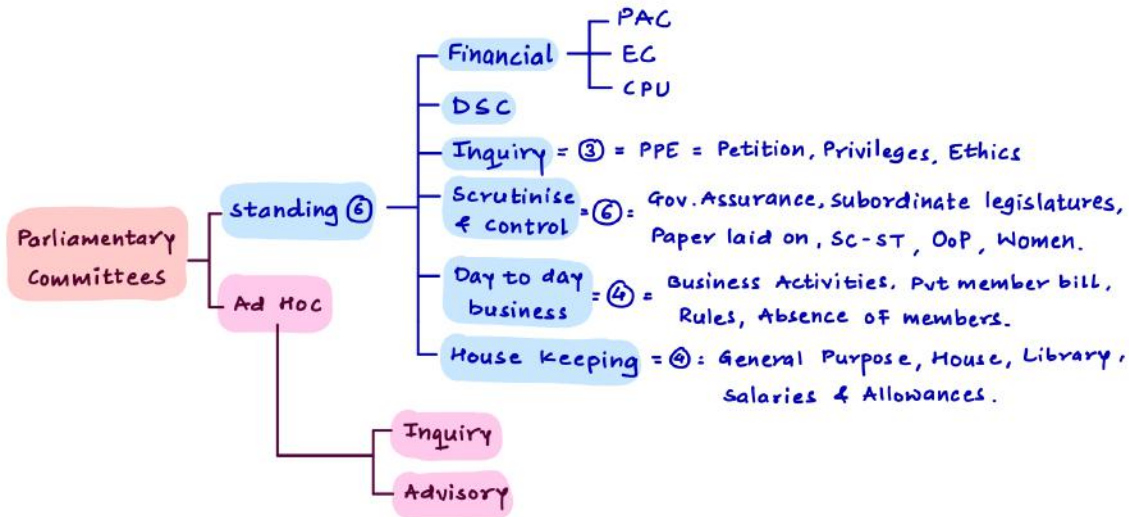 PAC
Financial
EC
CPU
DSC
Inquiry = ③ = PPE = Petition, Privileges, Ethics
Scrutinise = ⑥ = Gov. Assurance, Subordinate legislatures,
& control Paper laid on, SC-ST, OoP, Women.
Standing ⑥
Parliamentary
Committees
Day to day = ④ = Business Activities. Pvt member bill,
business Rules, Absence of members.
Ad Hoc
House Keeping = ④ : General Purpose, House, Library,
Salaries & Allowances.
Inquiry
Advisory